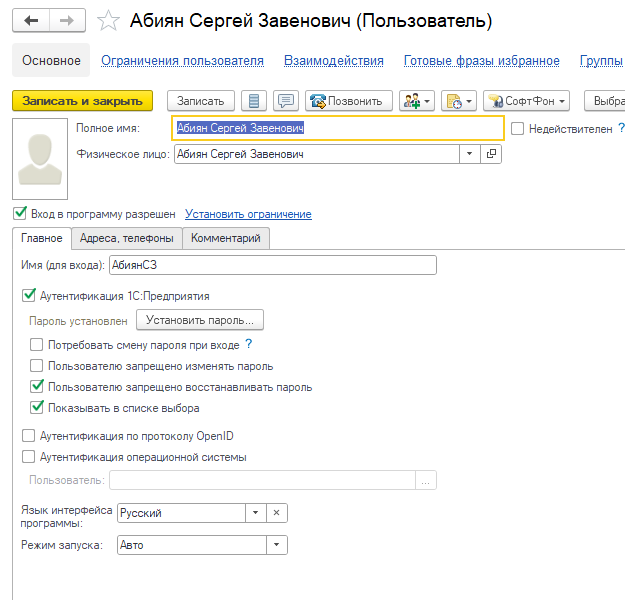 Абиян Сергей Завенович (Пользователь)
Основное Ограничения пользователя Взаимодействия Готовые фразы избранное Группы
Записать и закрыть Записать Позвонить СофтФон Выбра
Полное имя: Абиян Сергей Завенович Недействителен ?
Физическое лицо: Абиян Сергей Завенович
Вход в программу разрешен Установить ограничение
Главное Адреса, телефоны Комментарий
Имя (для входа): АбиянСЗ
Аутентификация 1С:Предприятия
Пароль установлен Установить пароль...
Потребовать смену пароля при входе ?
Пользователю запрещено изменять пароль
Пользователю запрещено восстанавливать пароль
Показывать в списке выбора
Аутентификация по протоколу OpenID
Аутентификация операционной системы
Пользователь: ...
Язык интерфейса
программы: Русский
Режим запуска: Авто